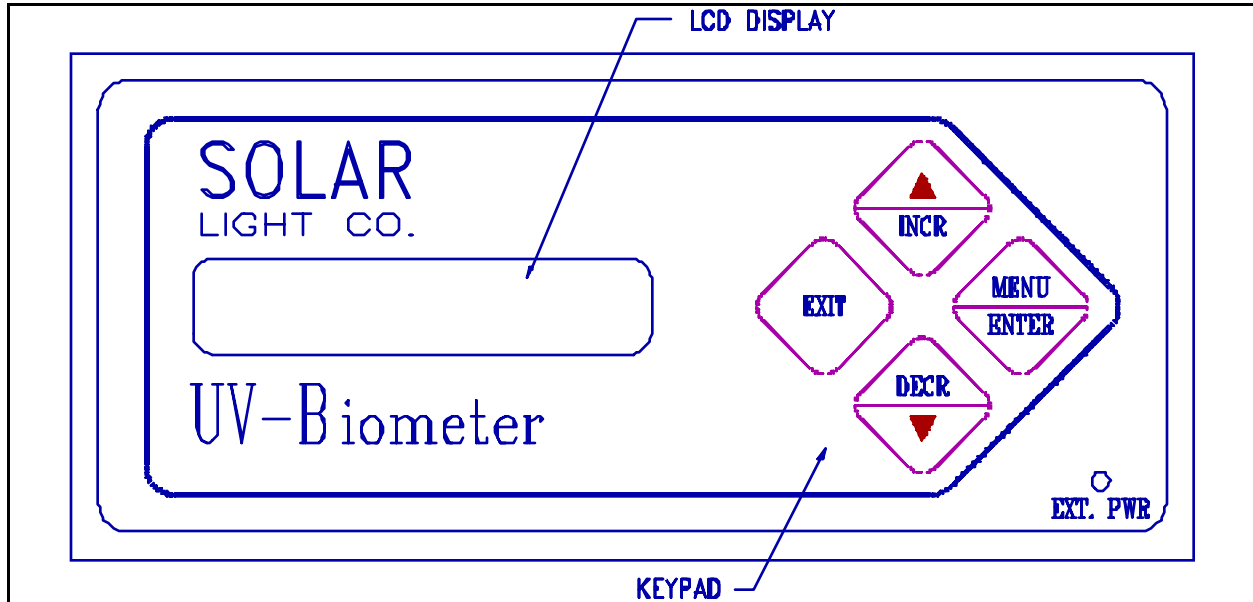 LCD DISPLAY
SOLAR
LIGHT CO.
INCR
EXIT
MENU
ENTER
DECR
UV-Biometer
EXT. PWR
KEYPAD